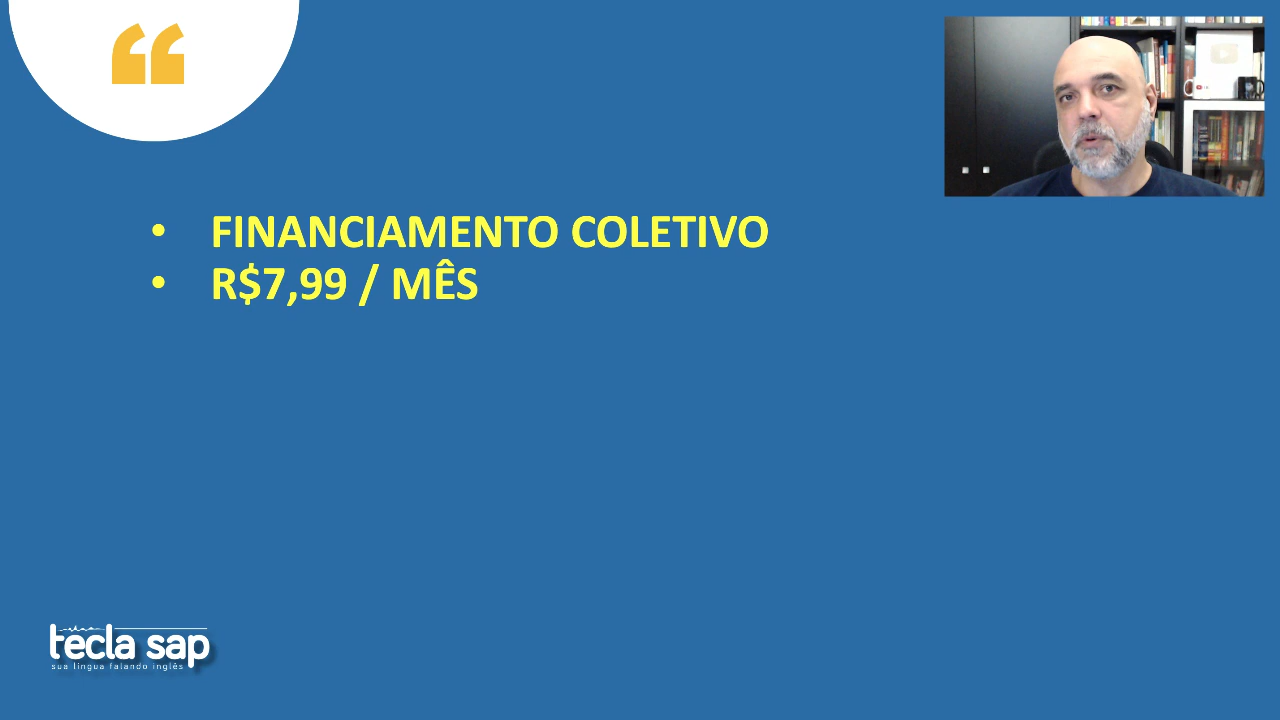 “
• FINANCIAMENTO COLETIVO
• R$7,99 / MÊS
tecla sap
sua língua falando inglês